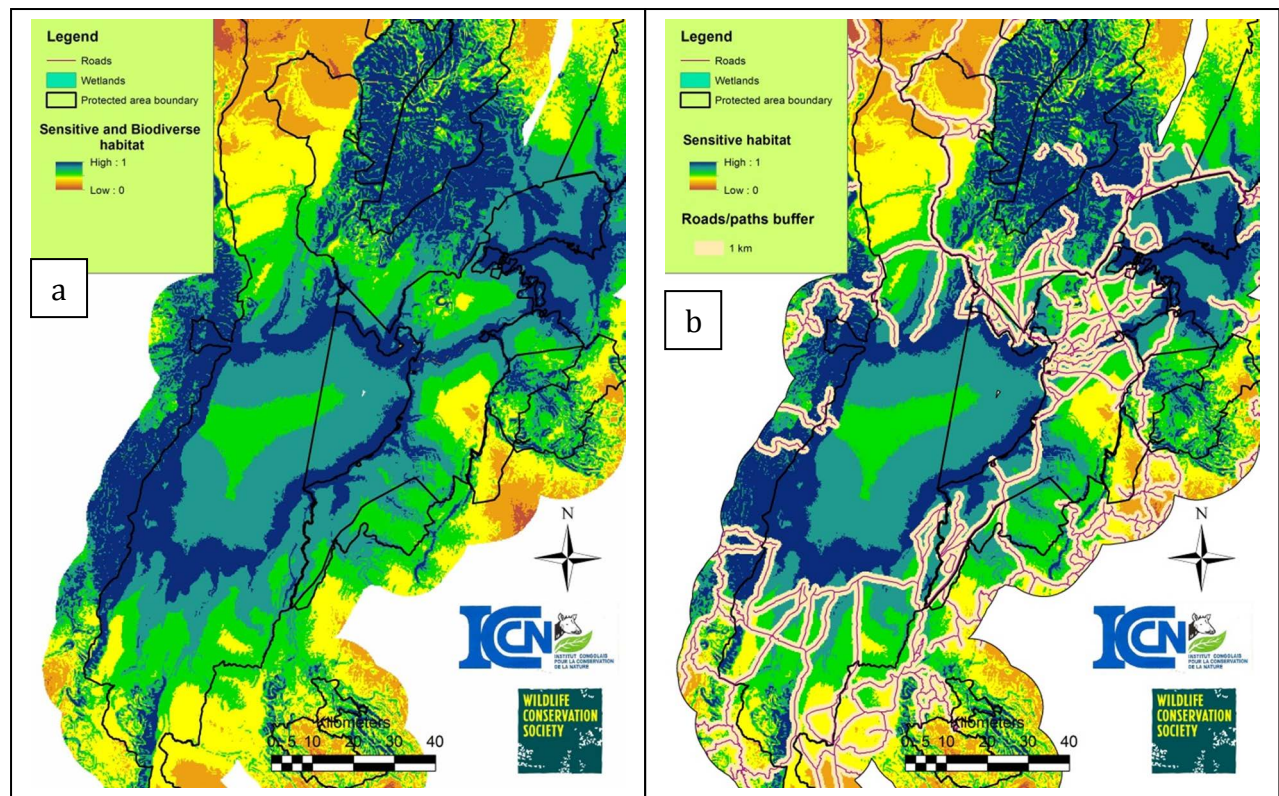 Legend
Roads
Wetlands
Protected area boundary
Sensitive and Biodiverse
habitat
High : 1
Low : 0
a
N
ICCN
INSTITUT CONGOLAIS
POUR LA CONSERVATION
DE LA NATURE
WILDLIFE
CONSERVATION
SOCIETY
Kilometers
0 5 10 20 30 40
Legend
Roads
Wetlands
Protected area boundary
Sensitive habitat
High : 1
Low : 0
Roads/paths buffer
1 km
b
N
ICCN
INSTITUT CONGOLAIS
POUR LA CONSERVATION
DE LA NATURE
WILDLIFE
CONSERVATION
SOCIETY
Kilometers
0 5 10 20 30 40